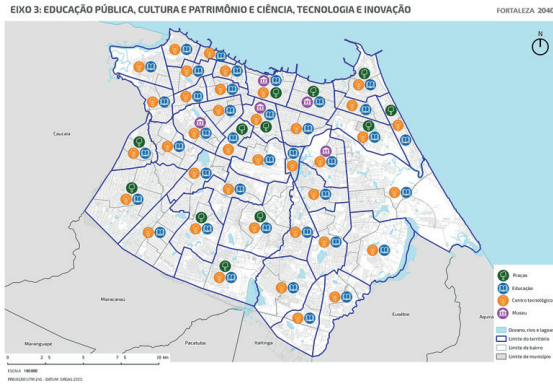 EIXO 3: EDUCAÇÃO PÚBLICA, CULTURA E PATRIMÔNIO E CIÊNCIA, TECNOLOGIA E INOVAÇÃO
FORTALEZA 2040
N
Caucaia
Maracanaú
Maranguape
Pacatuba
Itaitinga
Eusébio
Aquira
Praças
Educação
Centro tecnológico
Museu
Oceano, rios e lagoas
Limite do território
Limite de bairro
Limite de município
0 2 5 5 7 5 10 km
ESCALA 1:80.000